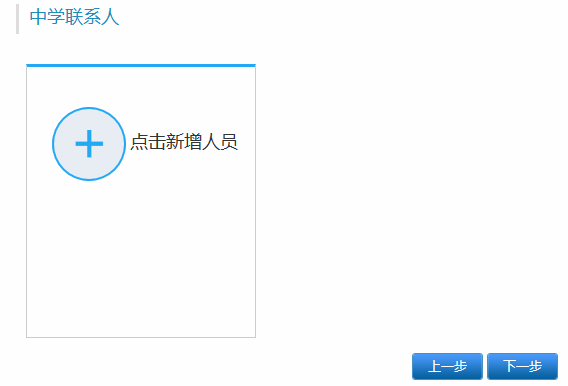 中学联系人
点击新增人员
上一步 下一步